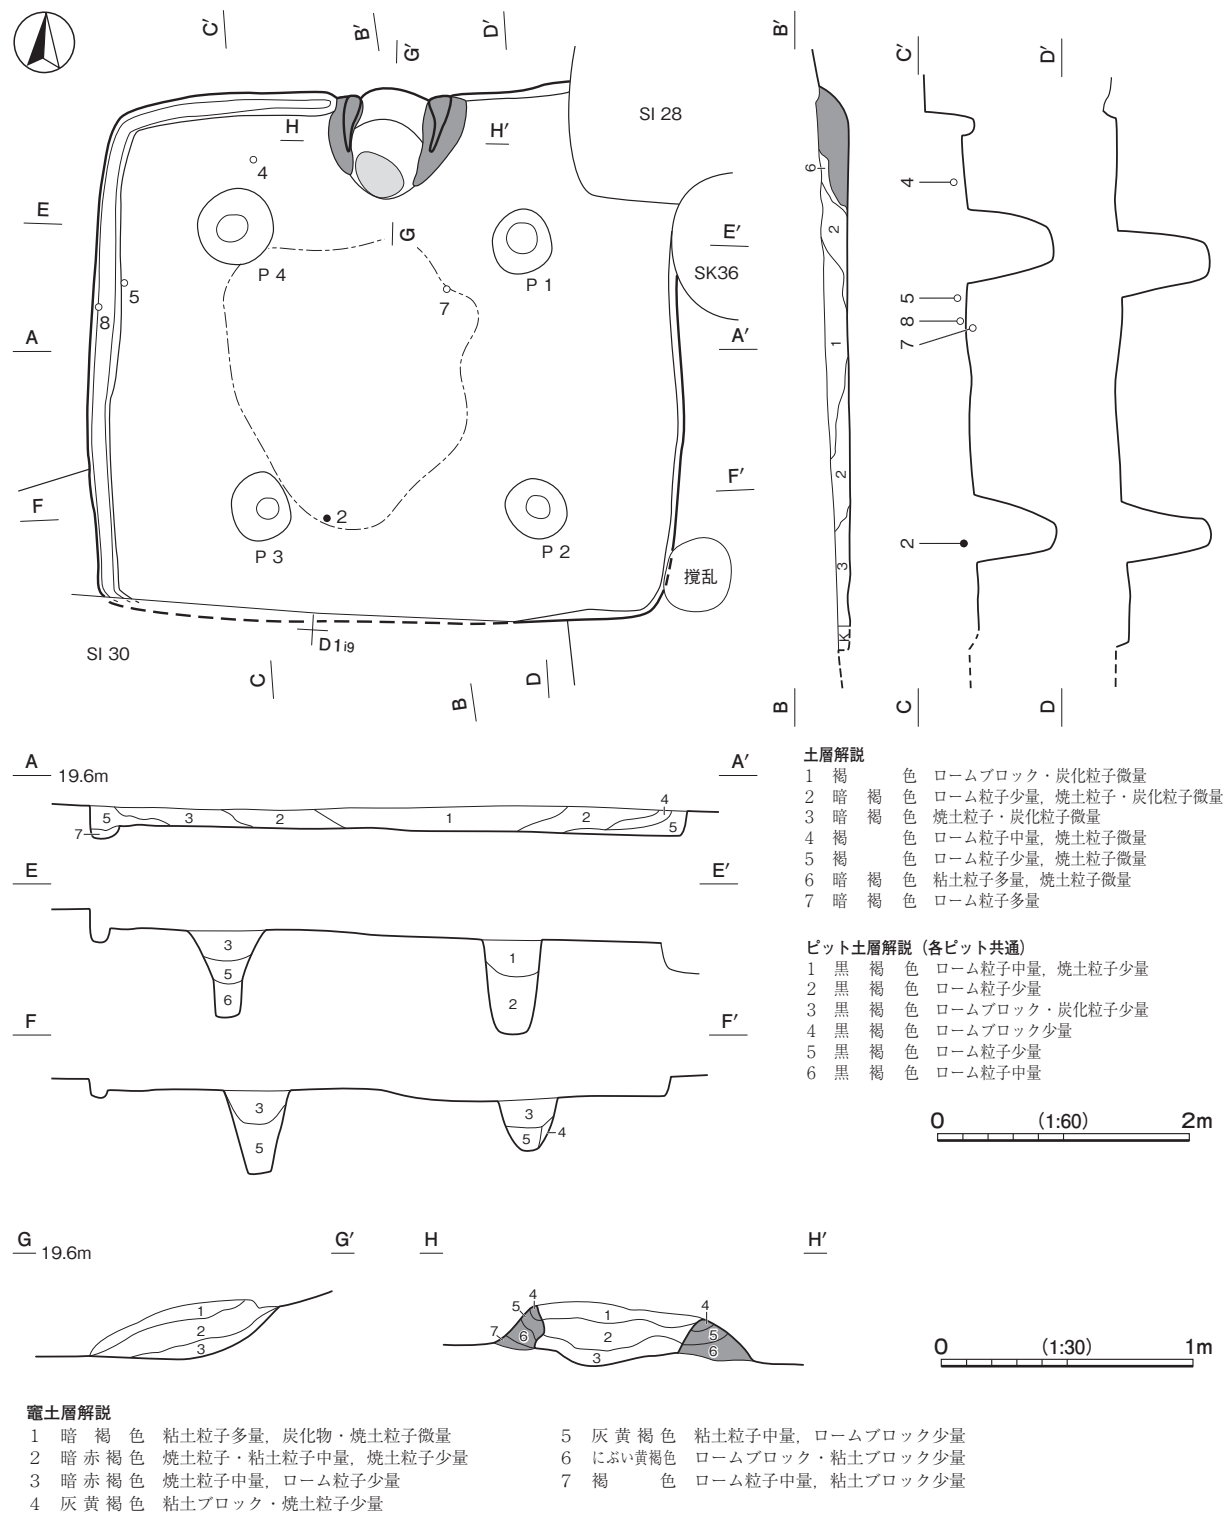 C′
B′
G′
D′
B′
C′
D′
SI 28
H
H′
4
6
4
E
G
E′
2
P 4
P 1
SK36
5
7
8
5
8
7
A
A′
1
F
F′
2
2
2
P 3
P 2
3
攪乱
K
D1i9
SI 30
C
B
D
B
C
D
A
19.6m
A′
5
3
2
1
2
4
5
7
E
E′
3
5
6
1
2
F
F′
3
5
3
5
4
土層解説
1 褐色 ロームブロック・炭化粒子微量
2 暗褐色 ローム粒子少量，焼土粒子・炭化粒子微量
3 暗褐色 焼土粒子・炭化粒子微量
4 褐色 ローム粒子中量，焼土粒子微量
5 褐色 ローム粒子少量，焼土粒子微量
6 暗褐色 粘土粒子多量，焼土粒子微量
7 暗褐色 ローム粒子多量
ピット土層解説（各ピット共通）
1 黒褐色 ローム粒子中量，焼土粒子少量
2 黒褐色 ローム粒子少量
3 黒褐色 ロームブロック・炭化粒子少量
4 黒褐色 ロームブロック少量
5 黒褐色 ローム粒子少量
6 黒褐色 ローム粒子中量
0 (1:60) 2m
G
19.6m
G′
1
2
3
H
H′
4
5
7
6
1
2
3
4
5
6
0 (1:30) 1m
竈土層解説
1 暗褐色 粘土粒子多量，炭化物・焼土粒子微量
2 暗赤褐色 焼土粒子・粘土粒子中量，焼土粒子少量
3 暗赤褐色 焼土粒子中量，ローム粒子少量
4 灰黄褐色 粘土ブロック・焼土粒子少量
5 灰黄褐色 粘土粒子中量，ロームブロック少量
6 にぶい黄褐色 ロームブロック・粘土ブロック少量
7 褐色 ローム粒子中量，粘土ブロック少量